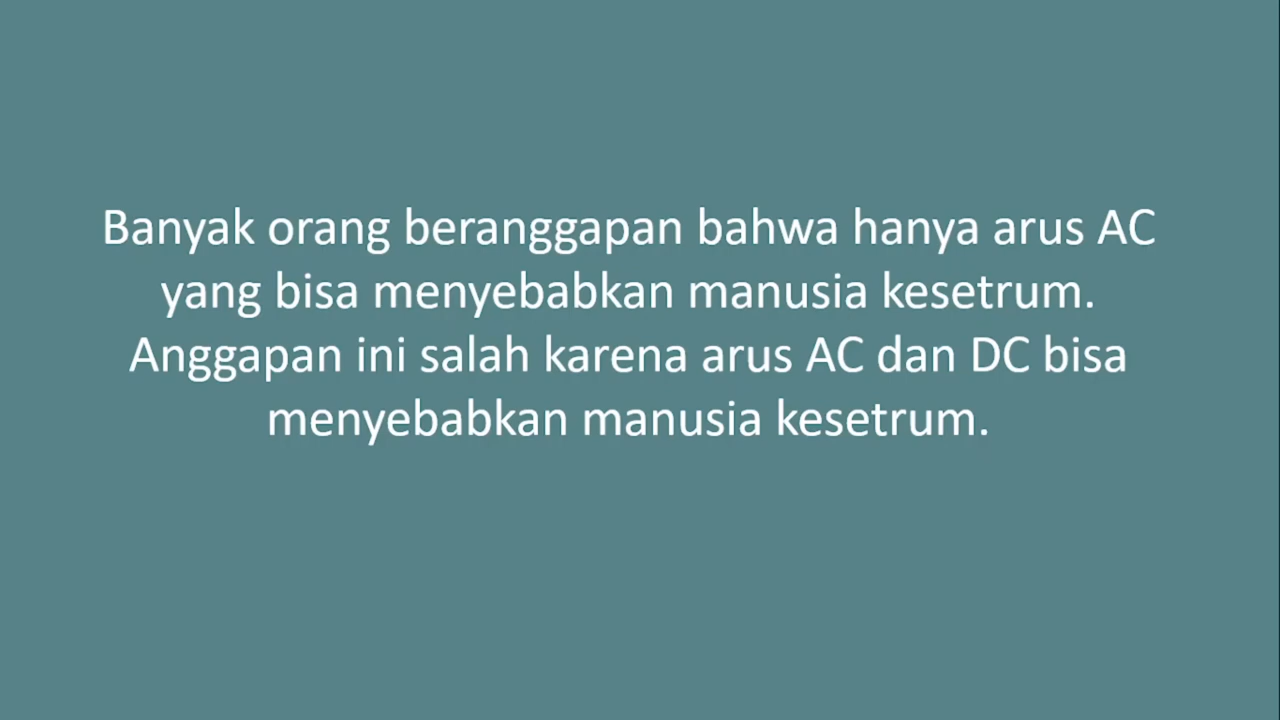 Banyak orang beranggapan bahwa hanya arus AC
yang bisa menyebabkan manusia kesetrum.
Anggapan ini salah karena arus AC dan DC bisa
menyebabkan manusia kesetrum.